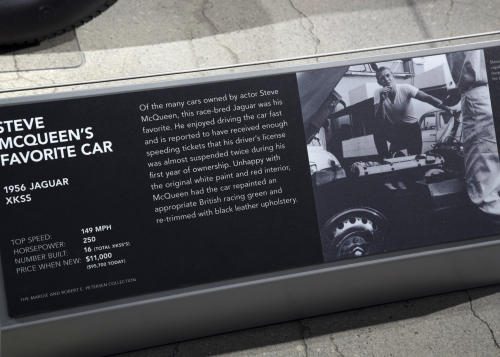 STEVE
MCQUEEN'S
FAVORITE CAR
1956 JAGUAR
XKSS
TOP SPEED: 149 MPH
HORSEPOWER: 250
NUMBER BUILT: 16 (TOTAL XKSS'S)
PRICE WHEN NEW: $11,000
($95,700 TODAY)
THE MARGIE AND ROBERT E. PETERSEN COLLECTION
Of the many cars owned by actor Steve
McQueen, this race-bred Jaguar was his
favorite. He enjoyed driving the car fast
and is reported to have received enough
speeding tickets that his driver's license
was almost suspended twice during his
first year of ownership. Unhappy with
the original white paint and red interior,
McQueen had the car repainted an
appropriate British racing green and
re-trimmed with black leather upholstery.